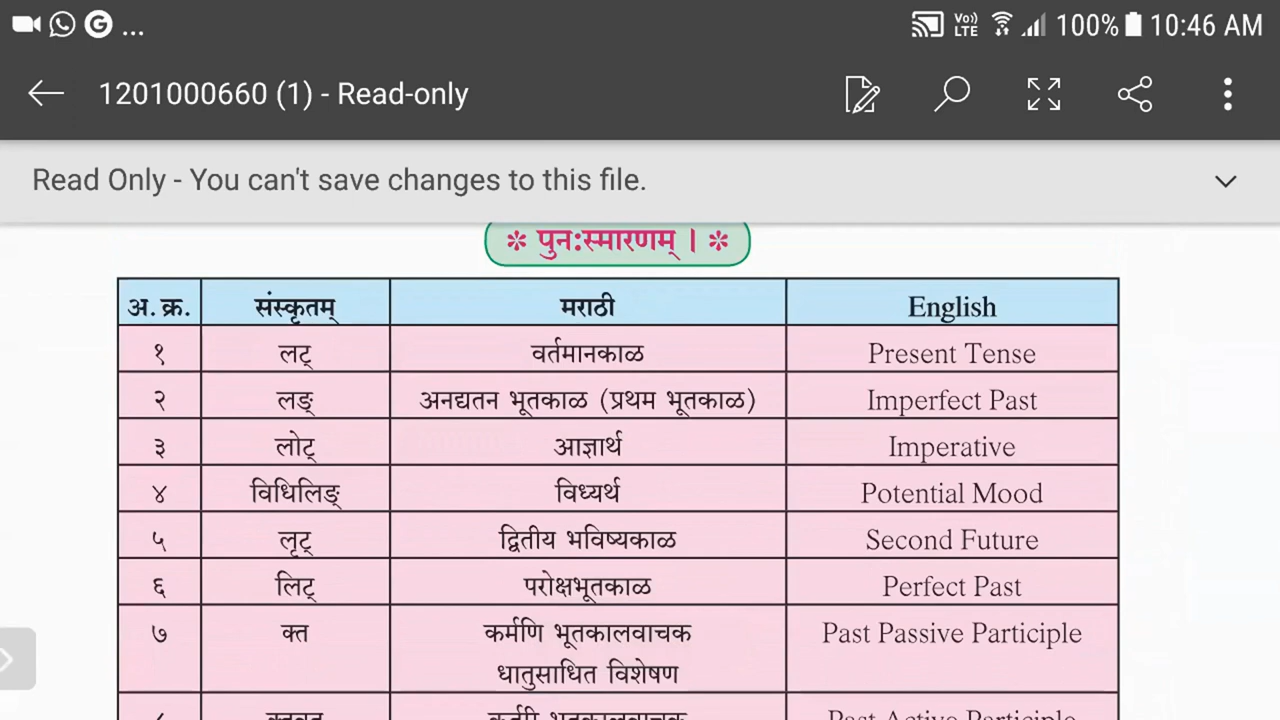 ... 100% 10:46 AM
1201000660 (1) - Read-only
Read Only - You can't save changes to this file.
* पुनःस्मारणम् । *
अ. क्र. संस्कृतम् मराठी English
१ लट् वर्तमानकाळ Present Tense
२ लङ् अनद्यतन भूतकाळ (प्रथम भूतकाळ) Imperfect Past
३ लोट् आज्ञार्थ Imperative
४ विधिलिङ् विध्यर्थ Potential Mood
५ लृट् द्वितीय भविष्यकाळ Second Future
६ लिट् परोक्षभूतकाळ Perfect Past
७ क्त कर्मणि भूतकालवाचक Past Passive Participle
धातुसाधित विशेषण
Past Active Participle